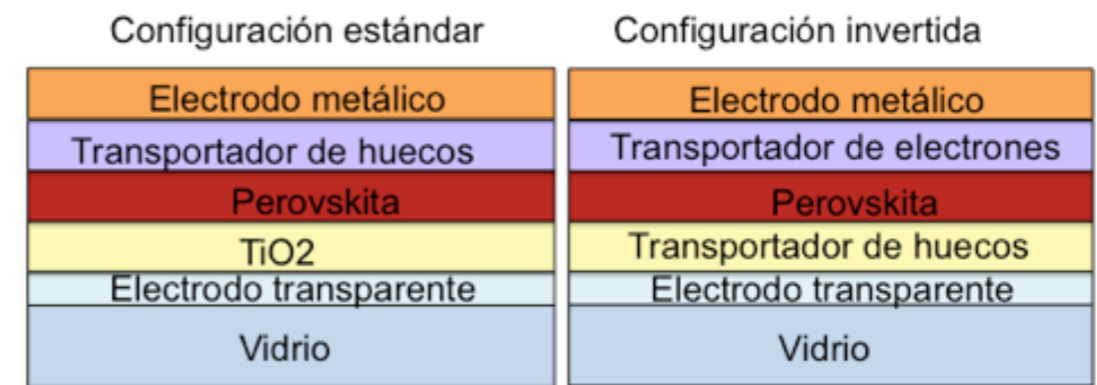 Configuración estándar
Electrodo metálico
Transportador de huecos
Perovskita
TiO2
Electrodo transparente
Vidrio
Configuración invertida
Electrodo metálico
Transportador de electrones
Perovskita
Transportador de huecos
Electrodo transparente
Vidrio